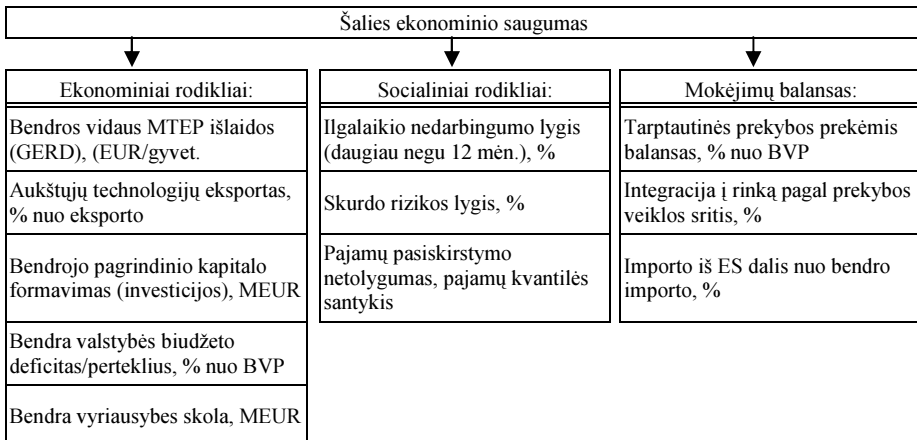 Šalies ekonominio saugumas
Ekonominiai rodikliai:
Bendros vidaus MTEP išlaidos
(GERD), (EUR/gyvet.
Aukštųjų technologijų eksportas,
% nuo eksporto
Bendrojo pagrindinio kapitalo
formavimas (investicijos), MEUR
Bendra valstybės biudžeto
deficitas/perteklius, % nuo BVP
Bendra vyriausybes skola, MEUR
Socialiniai rodikliai:
Ilgalaikio nedarbingumo lygis
(daugiau negu 12 mėn.), %
Skurdo rizikos lygis, %
Pajamų pasiskirstymo
netolygumas, pajamų kvantilės
santykis
Mokėjimų balansas:
Tarptautinės prekybos prekėmis
balansas, % nuo BVP
Integracija į rinką pagal prekybos
veiklos sritis, %
Importo iš ES dalis nuo bendro
importo, %